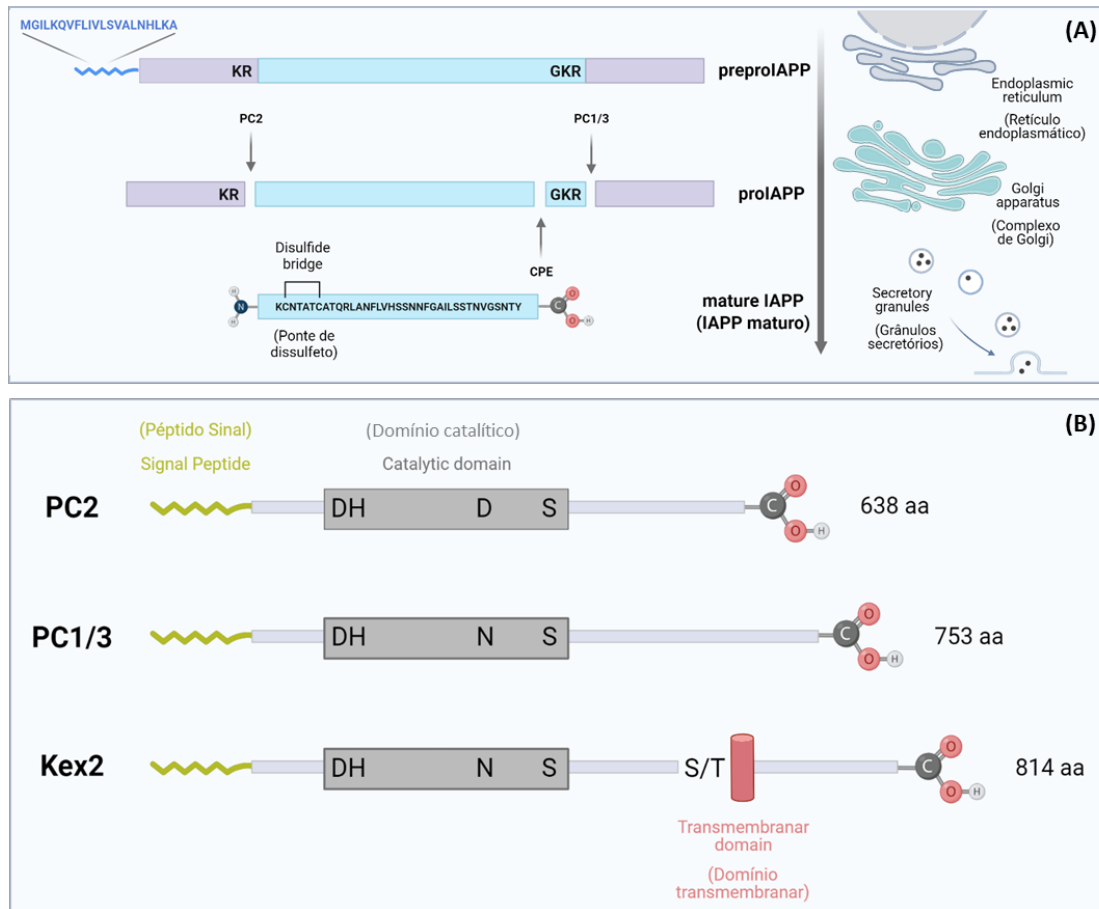 (A)
MGILKQVFLIVLSVALNHLKA
KR
GKR
preproIAPP
PC2
PC1/3
KR
GKR
proIAPP
Disulfide
bridge
CPE
H
N
H
KCNTATCATQRLANFLVHSSNNFGAILSSTNVGSNTY
C
O
O
H
(Ponte de
dissulfeto)
mature IAPP
(IAPP maturo)
Endoplasmic
reticulum
(Retículo
endoplasmático)
Golgi
apparatus
(Complexo
de Golgi)
Secretory
granules
(Grânulos
secretórios)
(B)
(Péptido Sinal)
(Domínio catalítico)
Signal Peptide
Catalytic domain
PC2
DH
D
S
C
O
O
H
638 aa
PC1/3
DH
N
S
C
O
O
H
753 aa
Kex2
DH
N
S
S/T
C
O
O
H
814 aa
Transmembranar
domain
(Domínio
transmembranar)